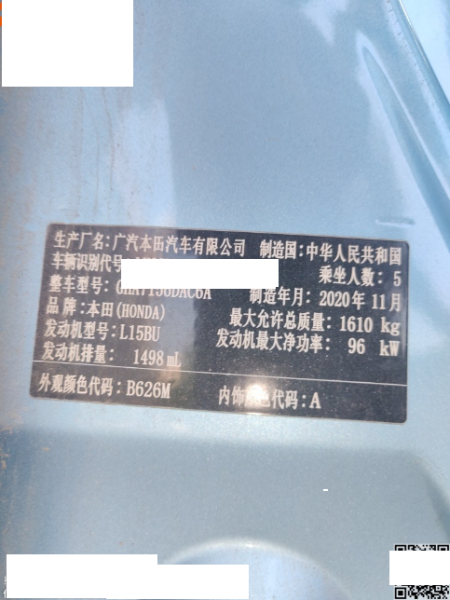 生产厂名:广汽本田汽车有限公司 制造国:中华人民共和国
车辆识别代号: 乘坐人数: 5
整车型号: 制造年月: 2020年11月
品牌:本田(HONDA) 最大允许总质量: 1610 kg
发动机型号:L15BU 发动机最大净功率: 96 kW
发动机排量: 1498 mL
外观颜色代码: B626M 内饰颜色代码: A